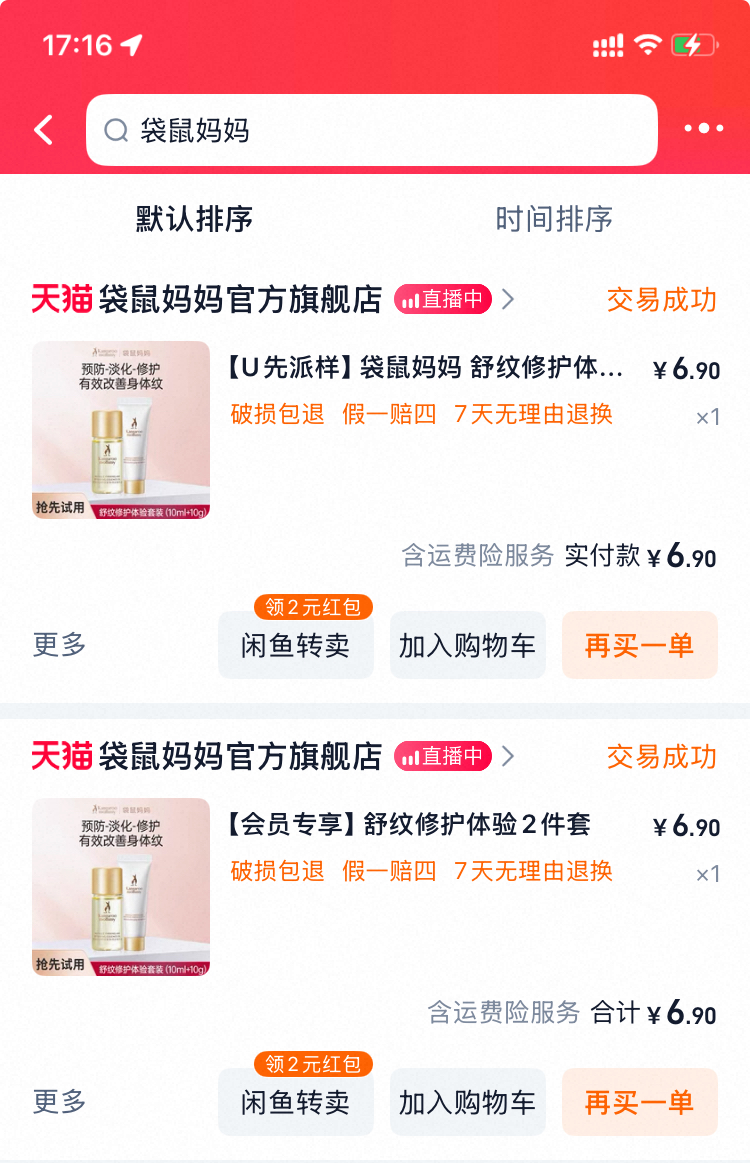 17:16
袋鼠妈妈
默认排序 时间排序
天猫 袋鼠妈妈官方旗舰店 直播中 交易成功
袋鼠妈妈
预防-淡化-修护
有效改善身体纹
抢先试用 舒纹修护体验套装(10ml+10g)
【U先派样】袋鼠妈妈 舒纹修护体... ¥6.90
破损包退 假一赔四 7天无理由退换 ×1
含运费险服务 实付款 ¥6.90
领2元红包
更多 闲鱼转卖 加入购物车 再买一单
天猫 袋鼠妈妈官方旗舰店 直播中 交易成功
袋鼠妈妈
预防-淡化-修护
有效改善身体纹
抢先试用 舒纹修护体验套装(10ml+10g)
【会员专享】舒纹修护体验2件套 ¥6.90
破损包退 假一赔四 7天无理由退换 ×1
含运费险服务 合计 ¥6.90
领2元红包
更多 闲鱼转卖 加入购物车 再买一单